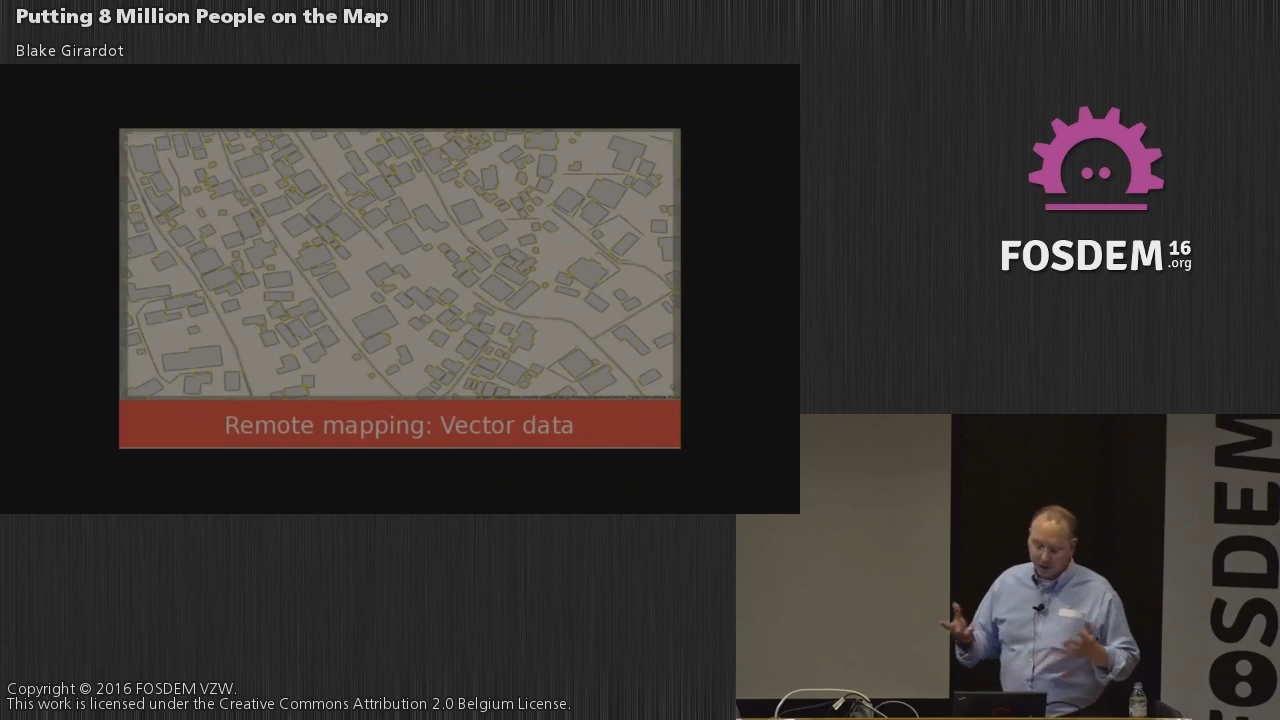 Putting 8 Million People on the Map
Blake Girardot
Remote mapping: Vector data
FOSDEM 16
.org
FOSDEM
Copyright © 2016 FOSDEM VZW.
This work is licensed under the Creative Commons Attribution 2.0 Belgium License.